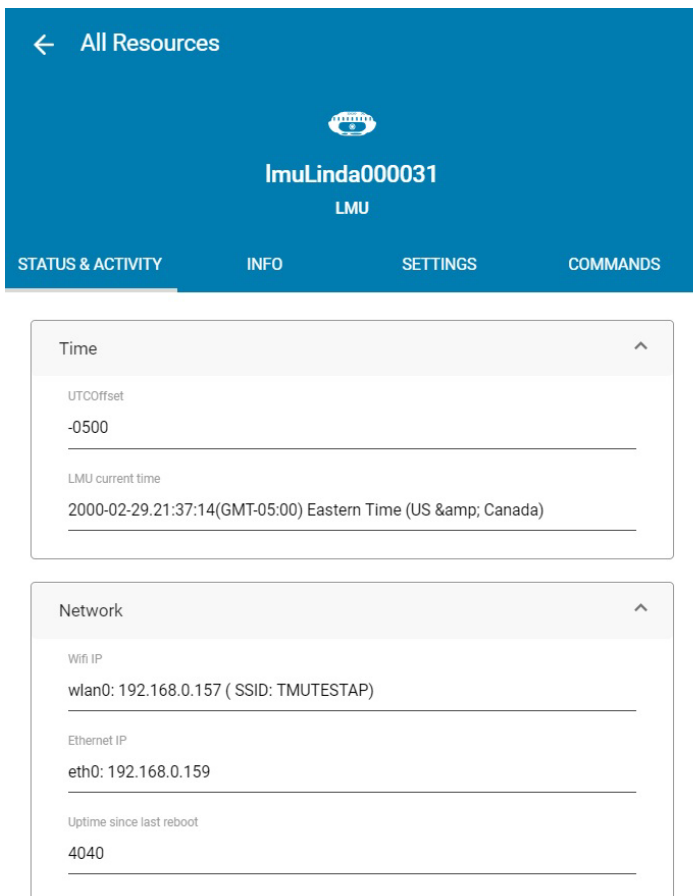 All Resources
lmuLinda000031
LMU
STATUS & ACTIVITY INFO SETTINGS COMMANDS
Time
UTCOffset
-0500
LMU current time
2000-02-29.21:37:14(GMT-05:00) Eastern Time (US &amp; Canada)
Network
Wifi IP
wlan0: 192.168.0.157 ( SSID: TMUTESTAP)
Ethernet IP
eth0: 192.168.0.159
Uptime since last reboot
4040